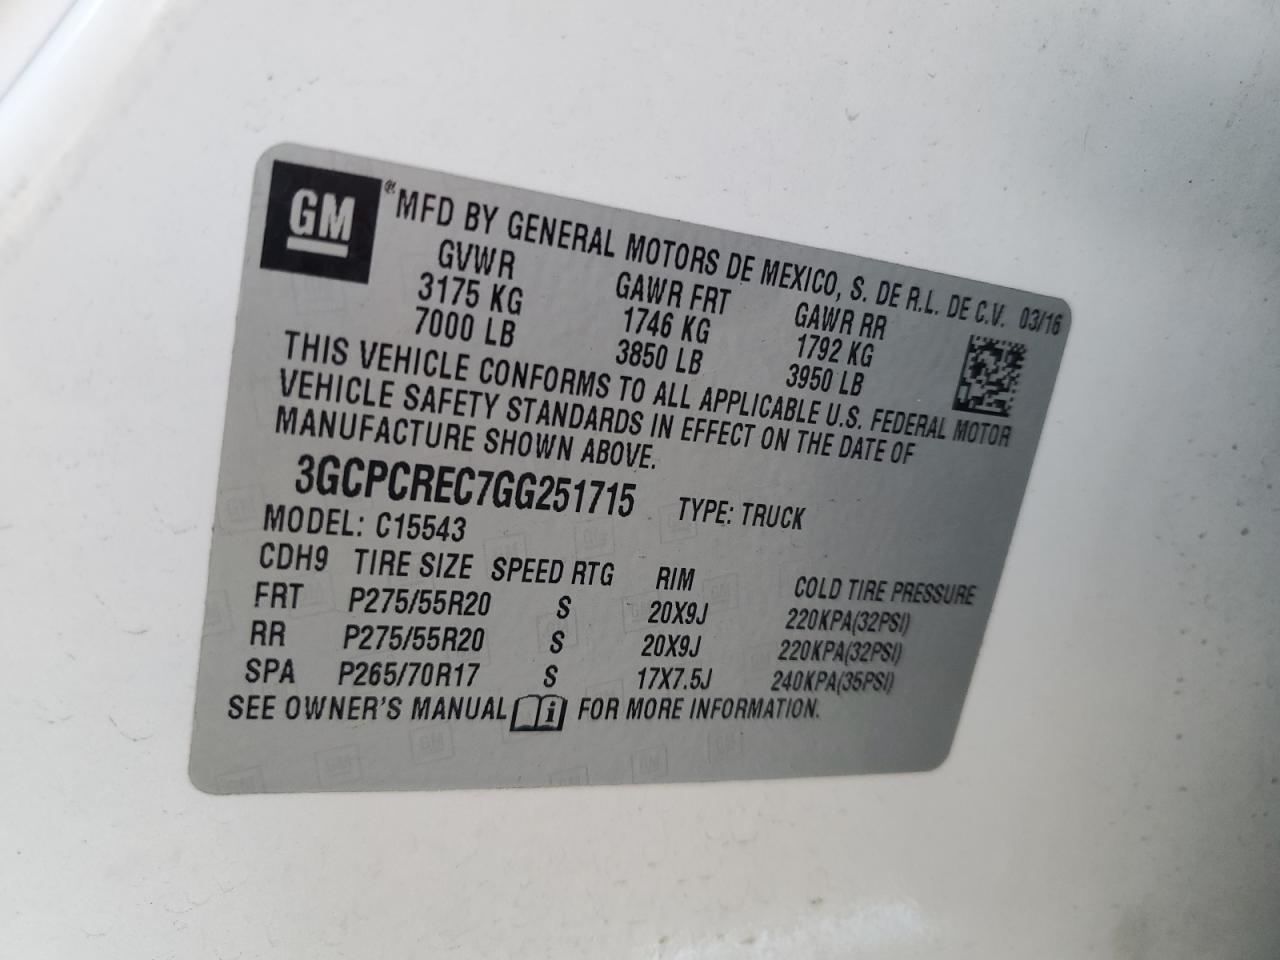 GM
® MFD BY GENERAL MOTORS DE MEXICO, S. DE R.L. DE C.V. 03/16
GVWR GAWR FRT GAWR RR
3175 KG 1746 KG 1792 KG
7000 LB 3850 LB 3950 LB
THIS VEHICLE CONFORMS TO ALL APPLICABLE U.S. FEDERAL MOTOR
VEHICLE SAFETY STANDARDS IN EFFECT ON THE DATE OF
MANUFACTURE SHOWN ABOVE.
3GCPCREC7GG251715 TYPE: TRUCK
MODEL: C15543
CDH9 TIRE SIZE SPEED RTG RIM COLD TIRE PRESSURE
FRT P275/55R20 S 20X9J 220KPA(32PSI)
RR P275/55R20 S 20X9J 220KPA(32PSI)
SPA P265/70R17 S 17X7.5J 240KPA(35PSI)
SEE OWNER'S MANUAL i FOR MORE INFORMATION.